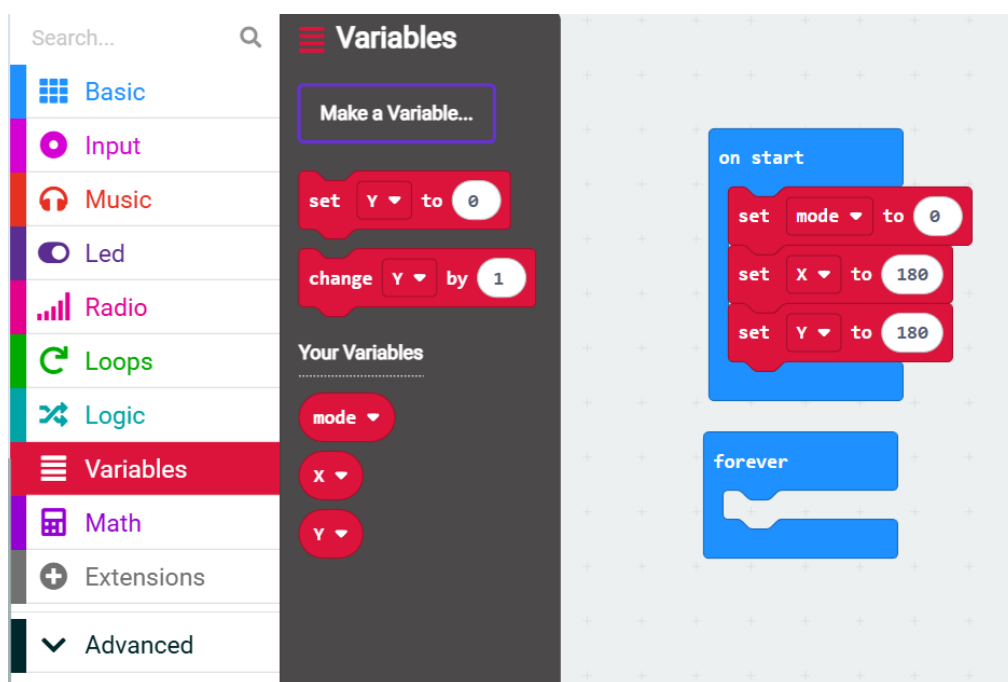 Search...
Basic
Input
Music
Led
Radio
Loops
Logic
Variables
Math
Extensions
Advanced
Variables
Make a Variable...
set Y to 0
change Y by 1
Your Variables
mode
X
Y
on start
set mode to 0
set X to 180
set Y to 180
forever